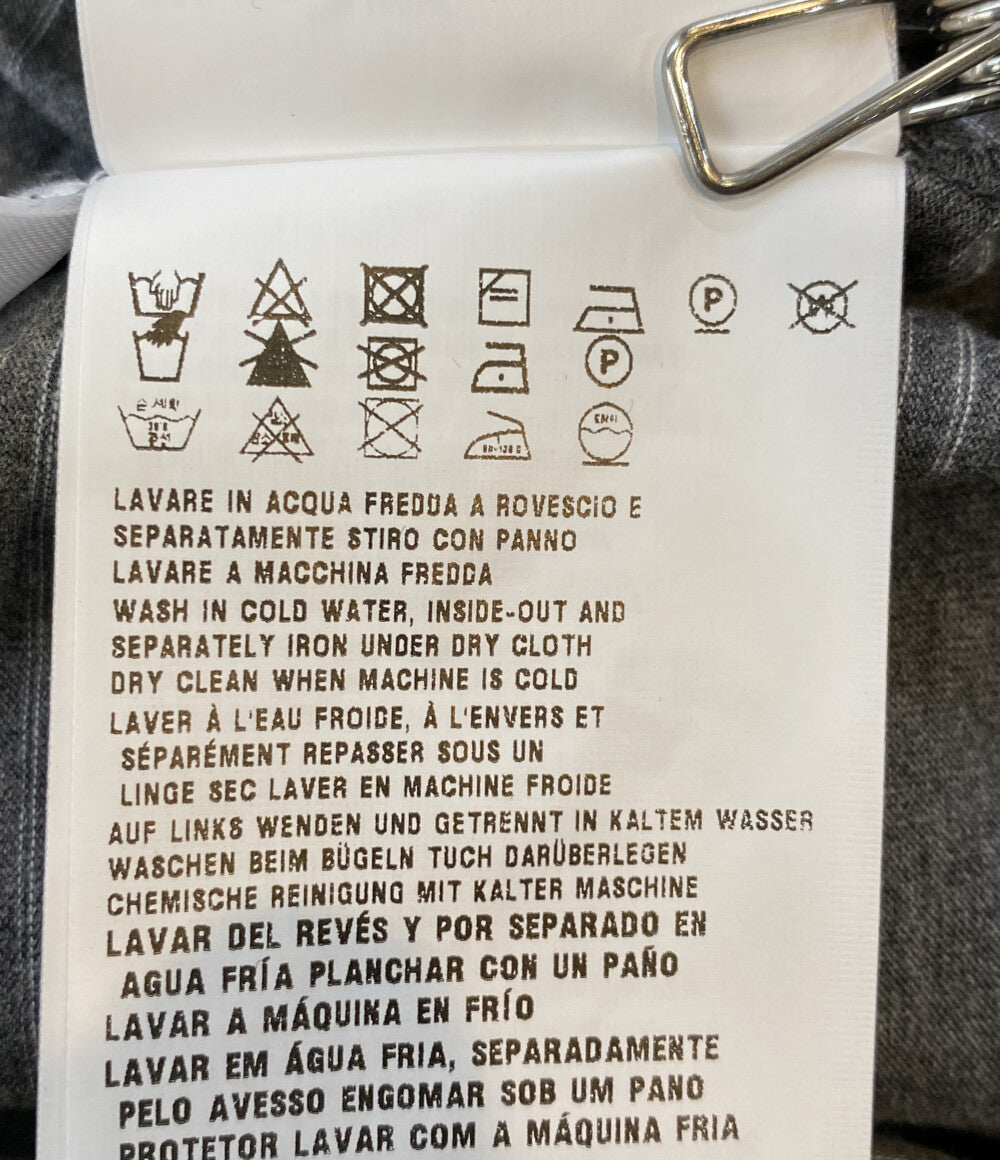 P
P
손세탁
LAVARE IN ACQUA FREDDA A ROVESCIO E
SEPARATAMENTE STIRO CON PANNO
LAVARE A MACCHINA FREDDA
WASH IN COLD WATER, INSIDE-OUT AND
SEPARATELY IRON UNDER DRY CLOTH
DRY CLEAN WHEN MACHINE IS COLD
LAVER À L'EAU FROIDE, À L'ENVERS ET
SÉPARÉMENT REPASSER SOUS UN
LINGE SEC LAVER EN MACHINE FROIDE
AUF LINKS WENDEN UND GETRENNT IN KALTEM WASSER
WASCHEN BEIM BÜGELN TUCH DARÜBERLEGEN
CHEMISCHE REINIGUNG MIT KALTER MASCHINE
LAVAR DEL REVÉS Y POR SEPARADO EN
AGUA FRÍA PLANCHAR CON UN PAÑO
LAVAR A MÁQUINA EN FRÍO
LAVAR EM ÁGUA FRIA, SEPARADAMENTE
PELO AVESSO ENGOMAR SOB UM PANO
PROTETOR LAVAR COM A MÁQUINA FRIA